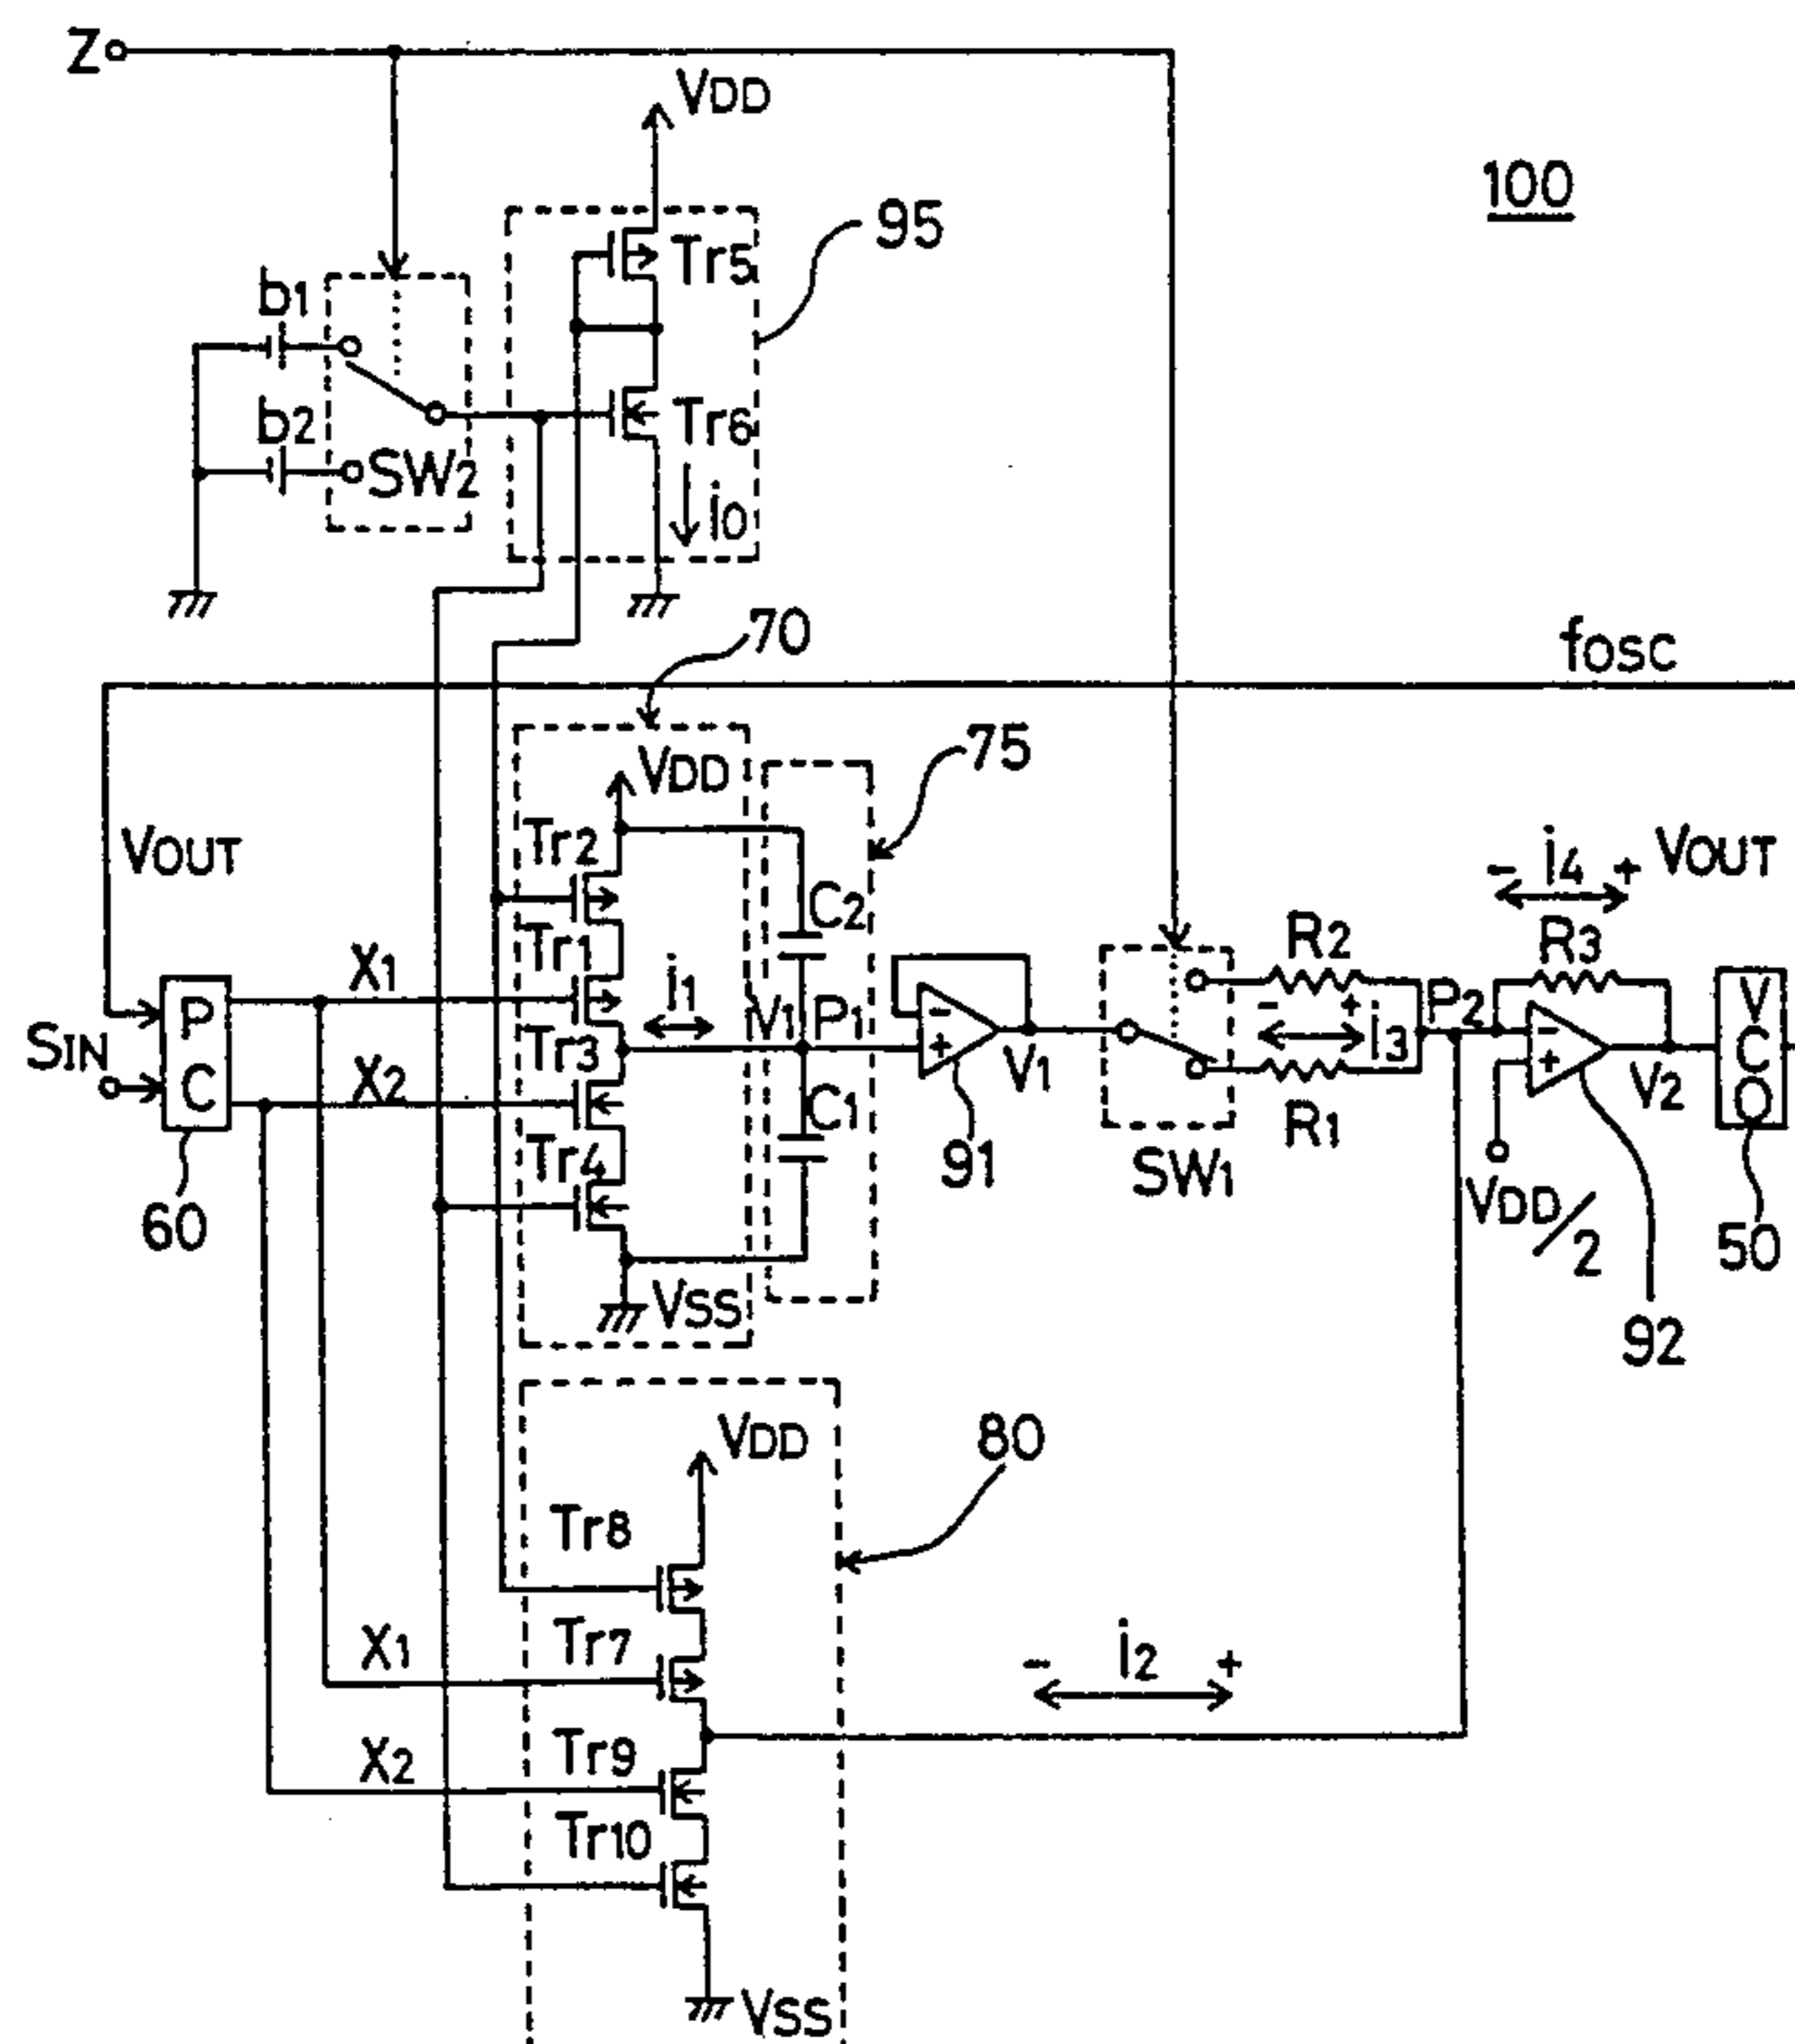 Z
VDD
100
95
Tr5
b1
b2
Tr6
SW2
i0
70
fosc
75
VDD
VOUT
Tr2
C2
i4
- +
VOUT
R2
R3
Tr1
X1
i1
V1
P1
- +
i3
P2
PC
SIN
Tr3
-
+
V1
-
+
V2
VCO
X2
C1
R1
91
SW1
Tr4
60
VDD/2
50
VSS
92
VDD
80
Tr8
Tr7
X1
- i2 +
Tr9
X2
Tr10
VSS